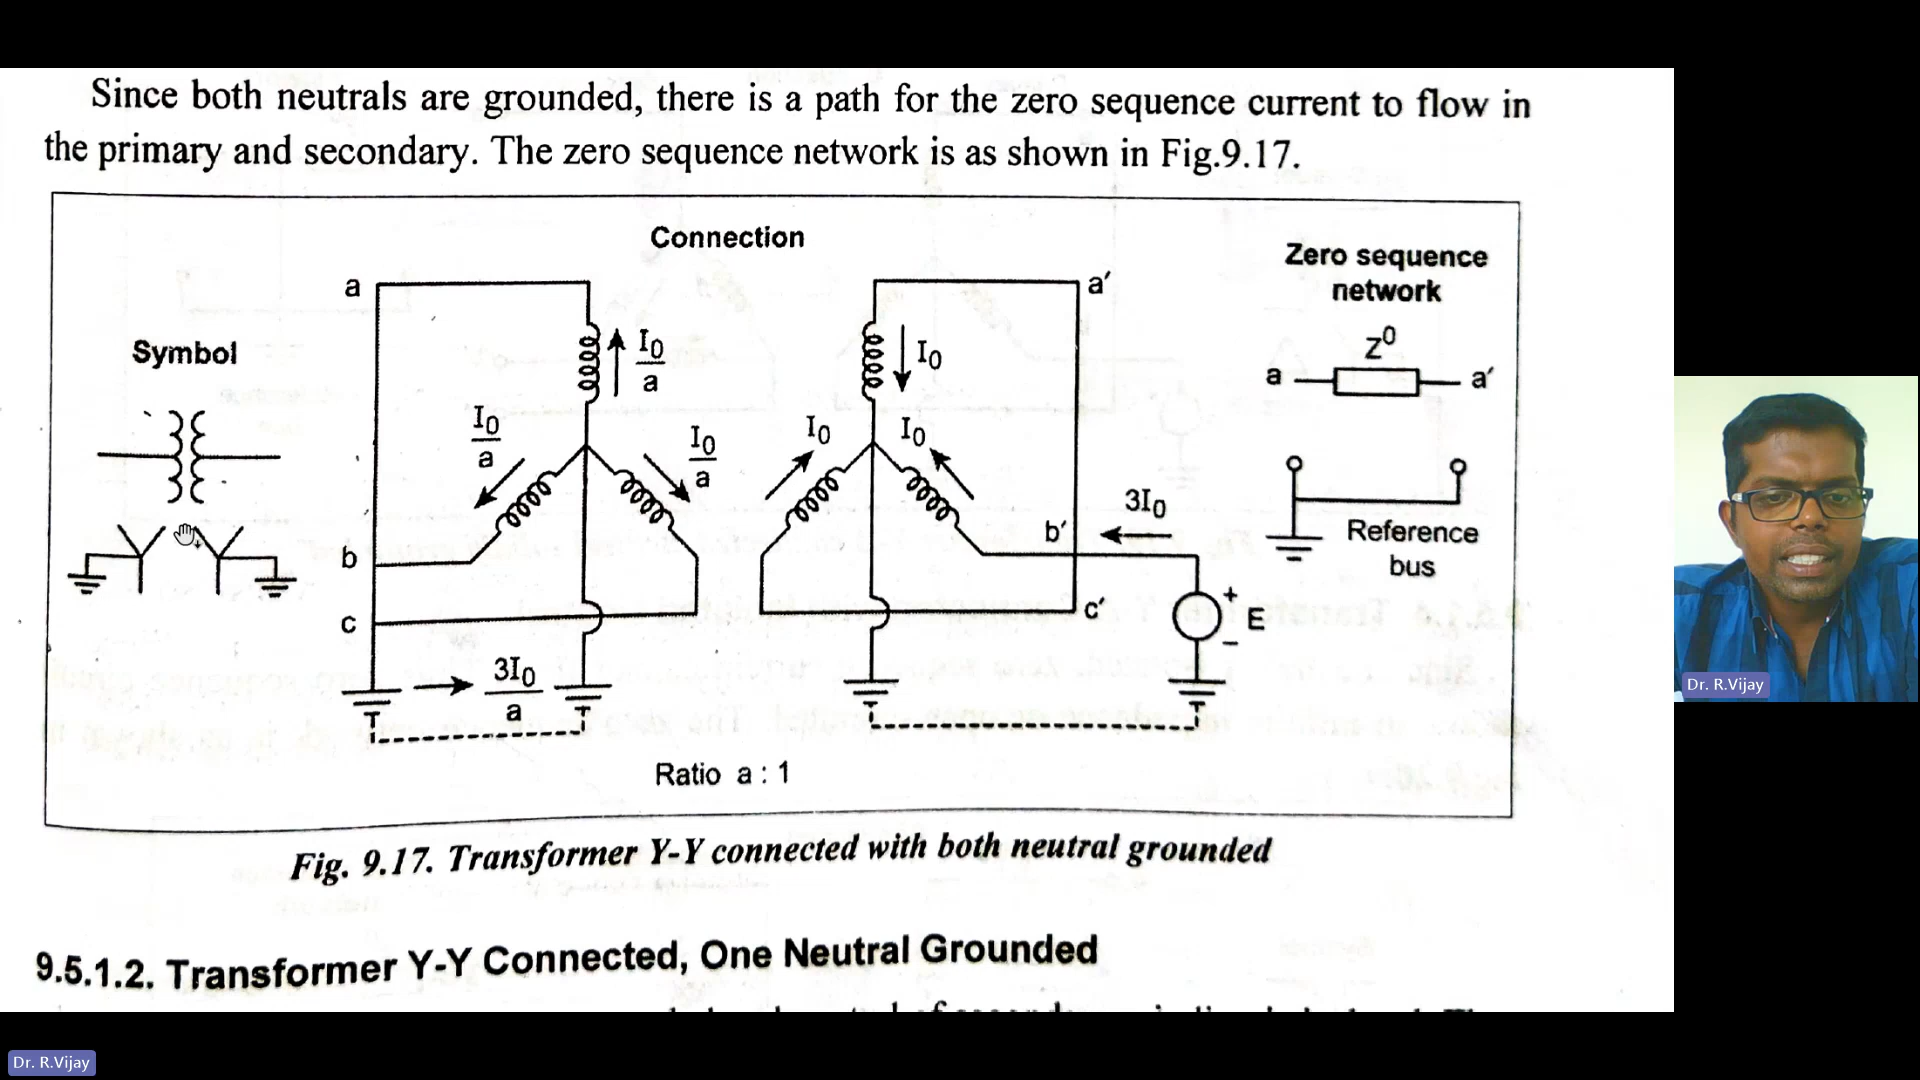 Since both neutrals are grounded, there is a path for the zero sequence current to flow in
the primary and secondary. The zero sequence network is as shown in Fig.9.17.
Connection
Zero sequence
network
Symbol
a
I0
a
I0
a
I0
a
b
c
3I0
a
a'
I0
I0
I0
b'
3I0
c'
+
E
−
Z0
a
a'
Reference
bus
Ratio a : 1
Fig. 9.17. Transformer Y-Y connected with both neutral grounded
9.5.1.2. Transformer Y-Y Connected, One Neutral Grounded
Dr. R.Vijay
Dr. R.Vijay